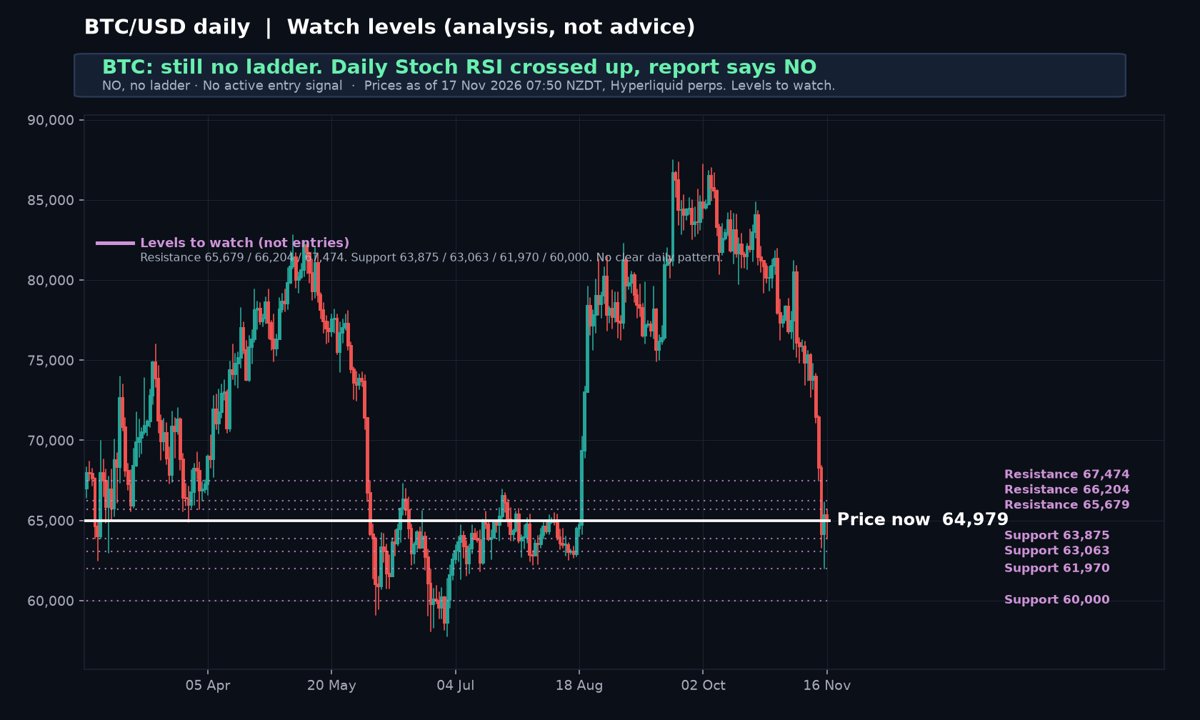 BTC/USD daily  |  Watch levels (analysis, not advice)
BTC: still no ladder. Daily Stoch RSI crossed up, report says NO
NO, no ladder · No active entry signal  ·  Prices as of 17 Nov 2026 07:50 NZDT, Hyperliquid perps. Levels to watch.
90,000
85,000
Levels to watch (not entries)
Resistance 65,679 / 66,204 / 67,474. Support 63,875 / 63,063 / 61,970 / 60,000. No clear daily pattern.
80,000
75,000
70,000
Resistance 67,474
Resistance 66,204
Resistance 65,679
65,000
Price now  64,979
Support 63,875
Support 63,063
Support 61,970
60,000
Support 60,000
05 Apr
20 May
04 Jul
18 Aug
02 Oct
16 Nov